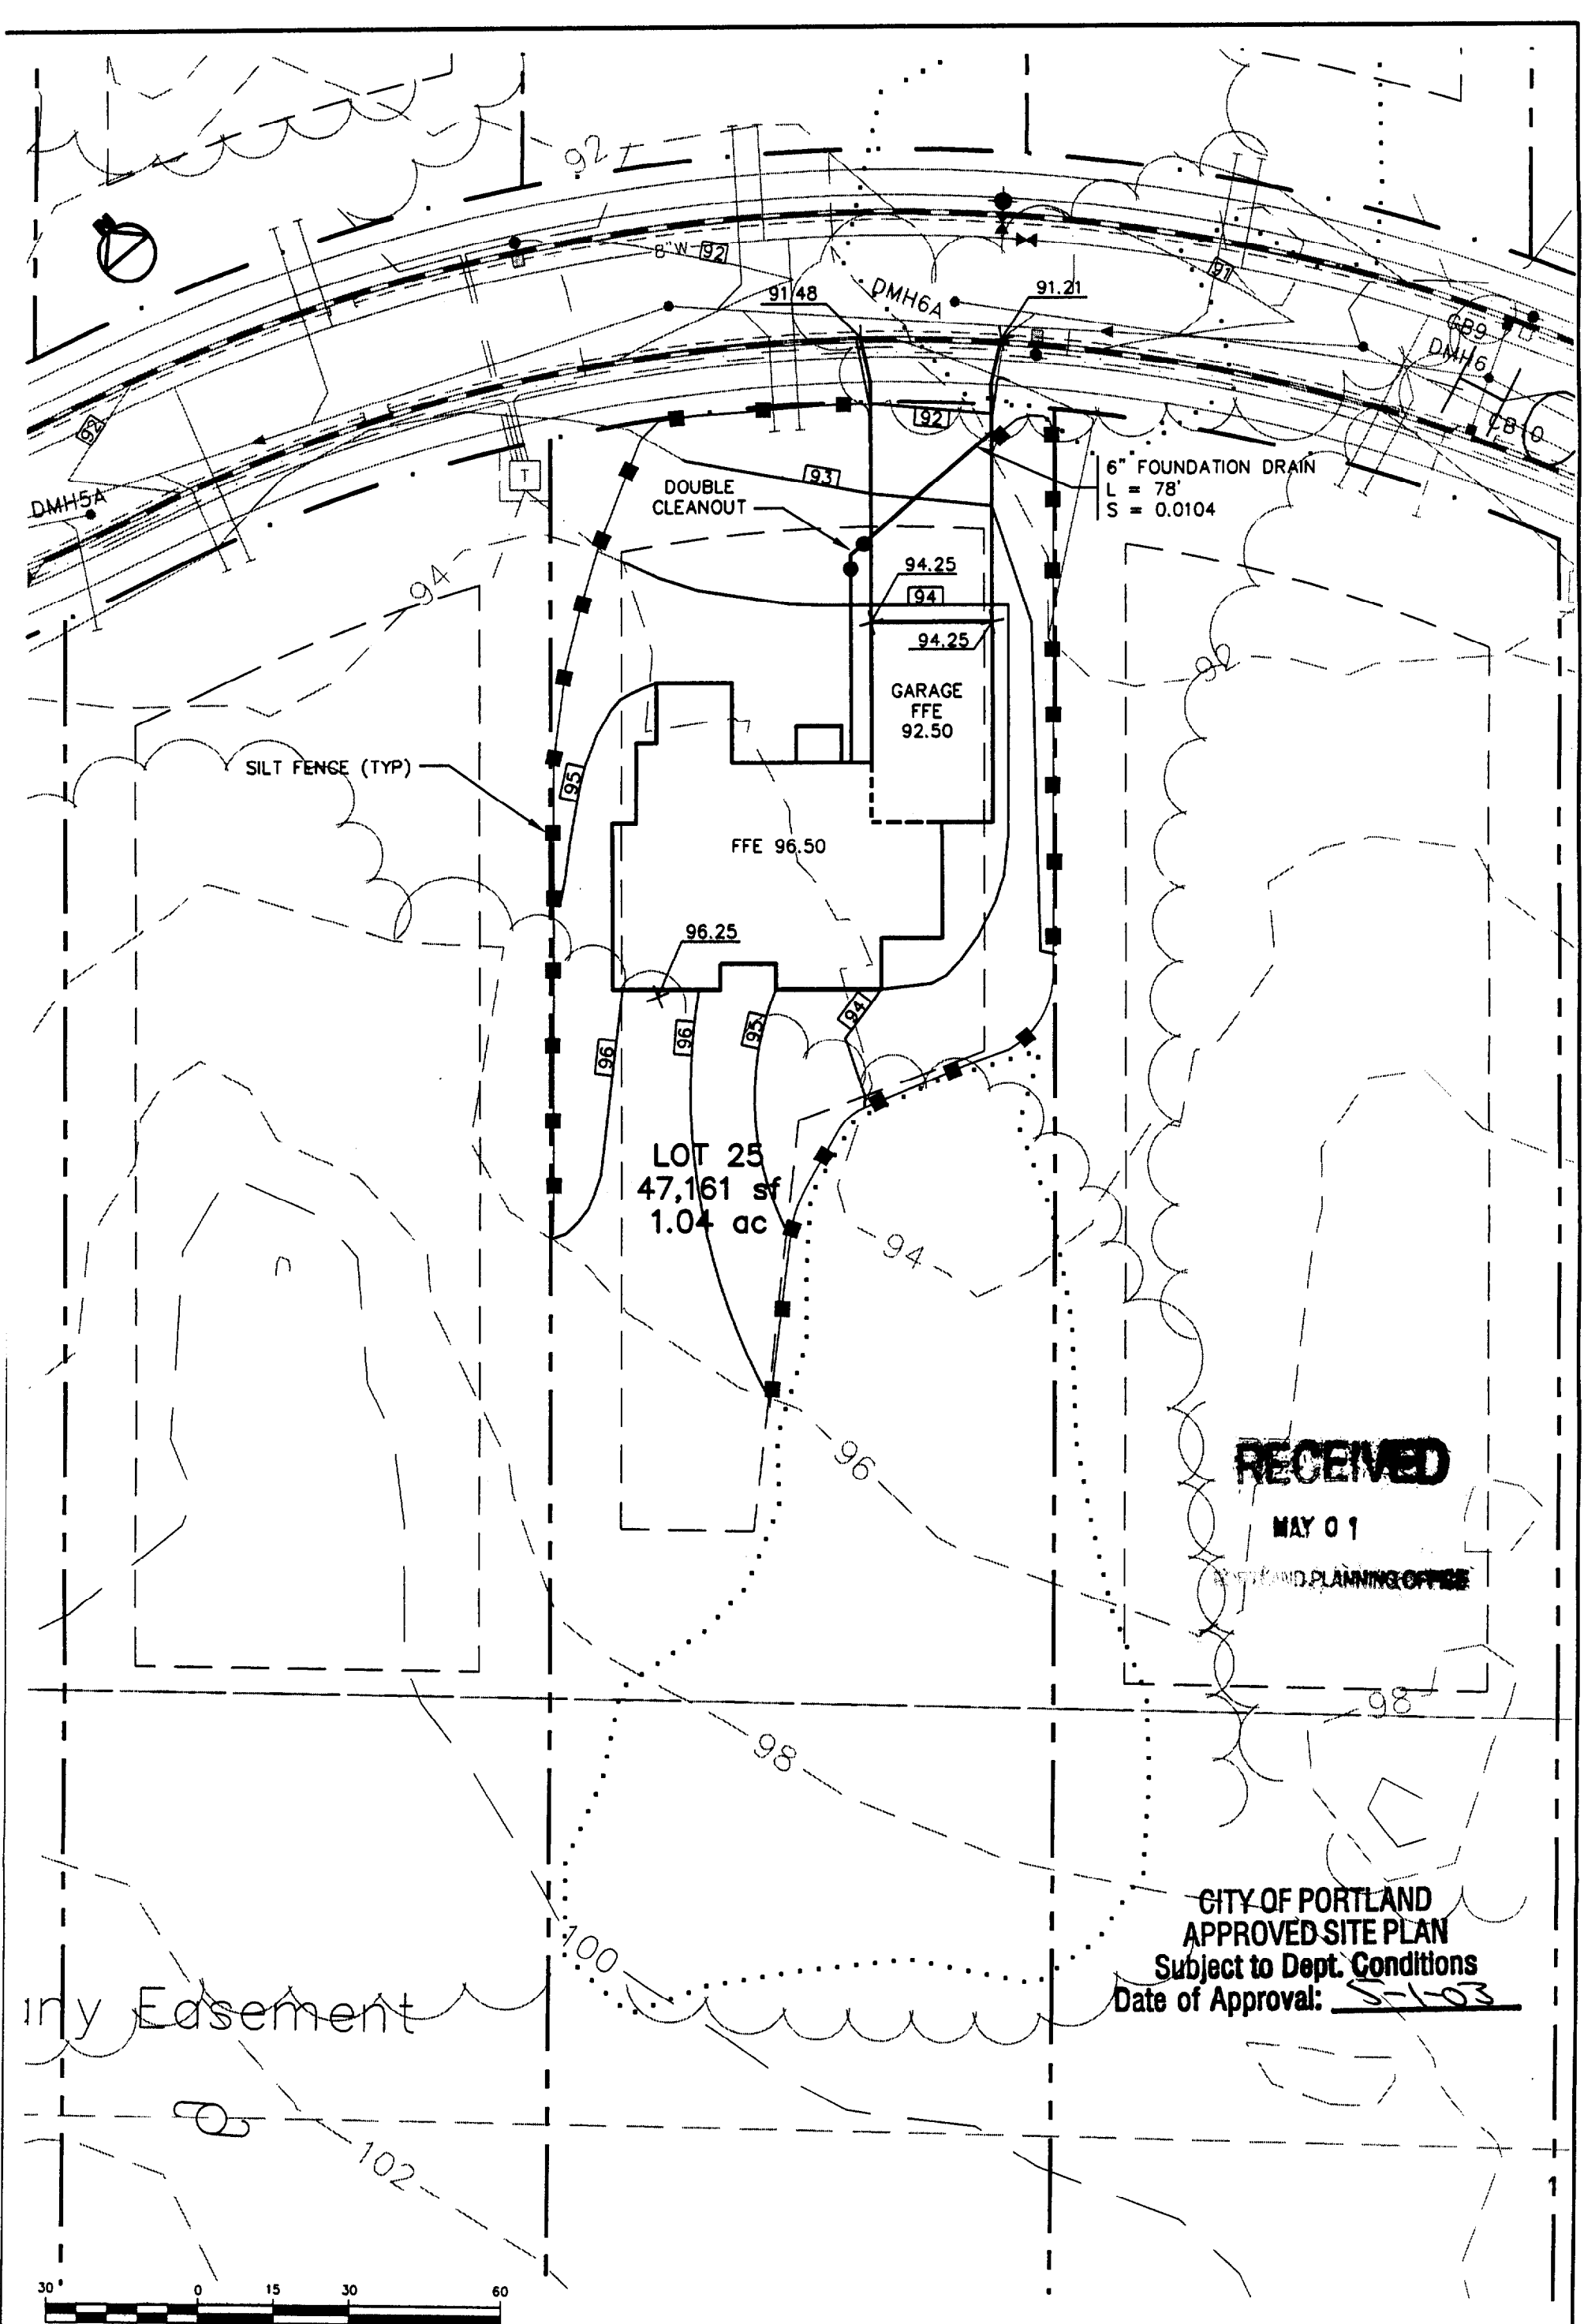 92
8"W 92
91
91.48
DMH6A
91.21
CB9
DMH6
92
92
T
93
DOUBLE
CLEANOUT
6" FOUNDATION DRAIN
L = 78'
S = 0.0104
DMH5A
94
94.25
94
94.25
92
GARAGE
FFE
92.50
SILT FENCE (TYP)
95
FFE 96.50
96.25
94
96
96
95
LOT 25
47,161 sf
1.04 ac
94
96
RECEIVED
MAY 0 1
PLANNING OFFICE
98
98
CITY OF PORTLAND
APPROVED SITE PLAN
Subject to Dept. Conditions
Date of Approval: 5-1-03
100
Easement
102
30 0 15 30 60